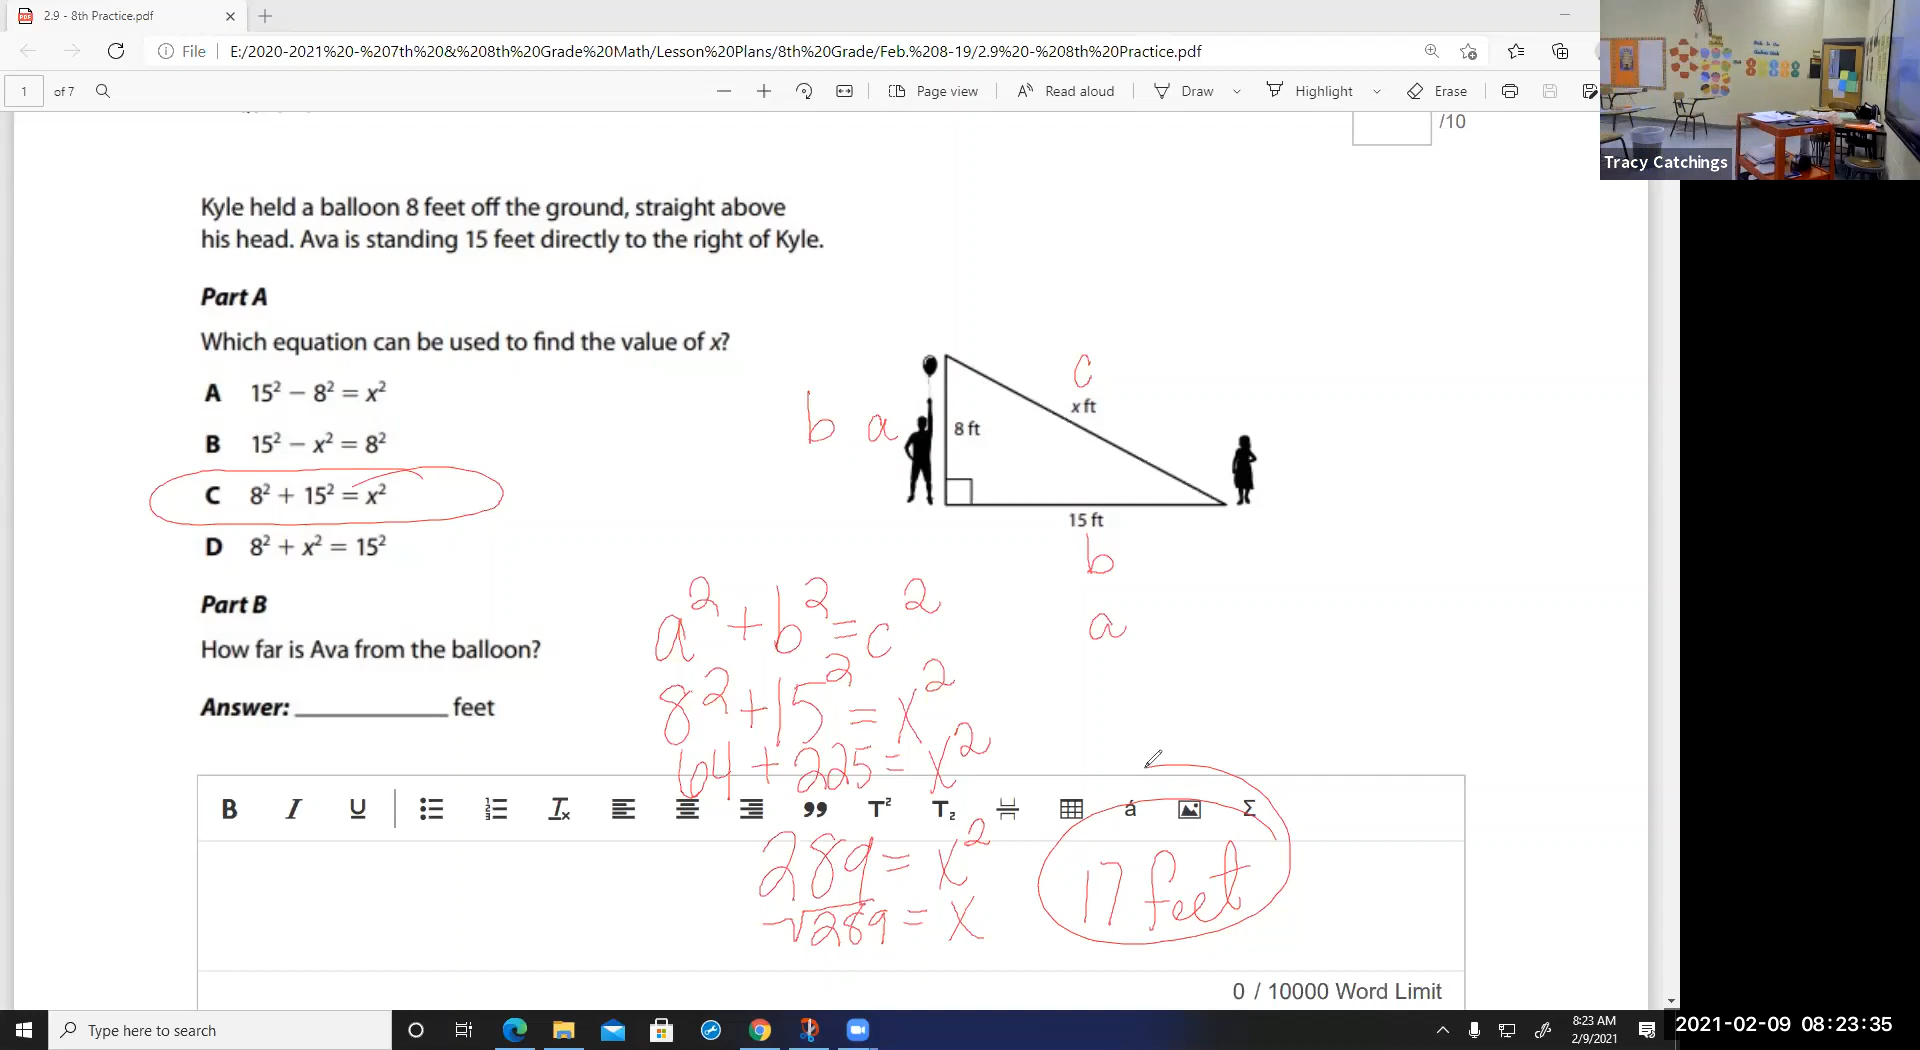 2.9 - 8th Practice.pdf
File
E:/2020-2021%20-%207th%20&%208th%20Grade%20Math/Lesson%20Plans/8th%20Grade/Feb.%208-19/2.9%20-%208th%20Practice.pdf
1 of 7
Page view
Read aloud
Draw
Highlight
Erase
Tracy Catchings
/10
Kyle held a balloon 8 feet off the ground, straight above
his head. Ava is standing 15 feet directly to the right of Kyle.
Part A
Which equation can be used to find the value of x?
A 15² − 8² = x²
B 15² − x² = 8²
C 8² + 15² = x²
D 8² + x² = 15²
c
x ft
b a
8 ft
15 ft
b
a
Part B
How far is Ava from the balloon?
Answer: ____________ feet
a² + b² = c²
8² + 15² = x²
64 + 225 = x²
B I U
289 = x²
√289 = x
17 feet
0 / 10000 Word Limit
Type here to search
8:23 AM
2/9/2021
2021-02-09 08:23:35